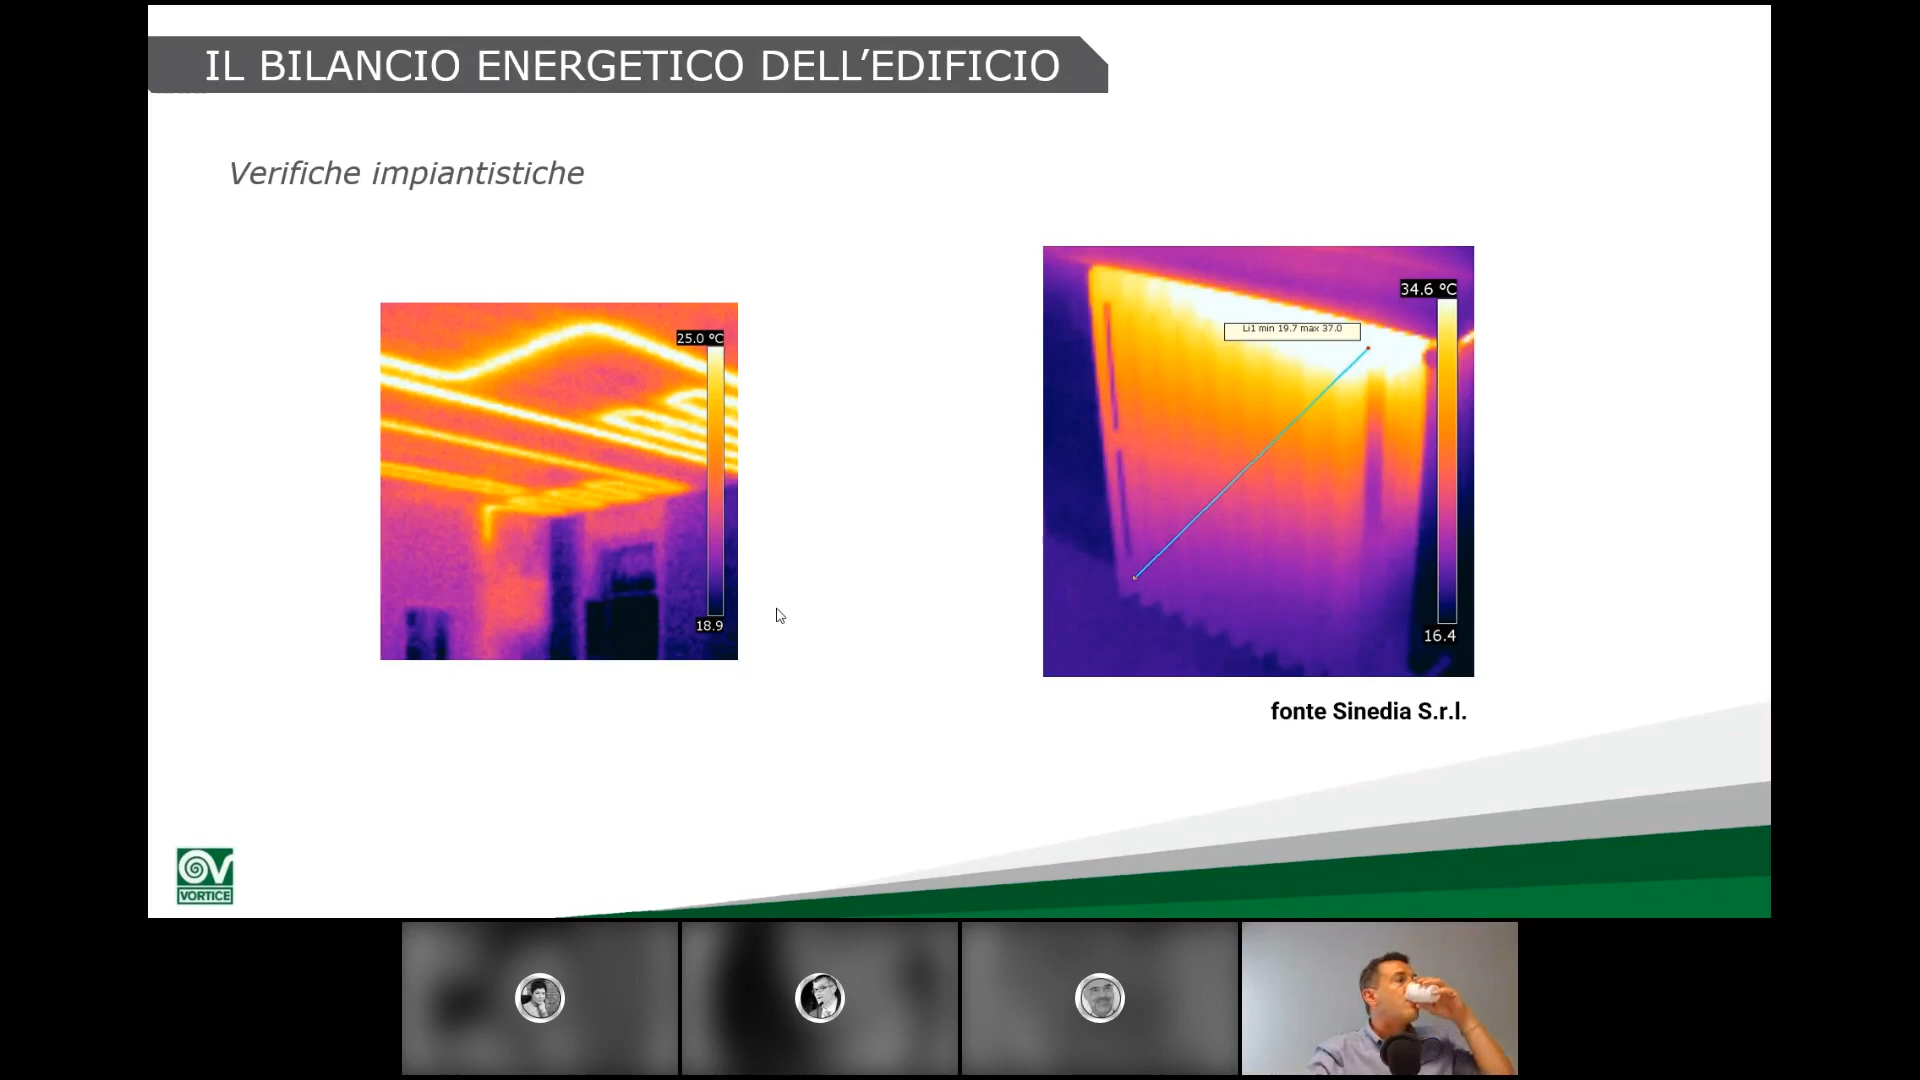 IL BILANCIO ENERGETICO DELL’EDIFICIO
Verifiche impiantistiche
25.0 °C
18.9
34.6 °C
Li1 min 19.7 max 37.0
16.4
fonte Sinedia S.r.l.
VORTICE